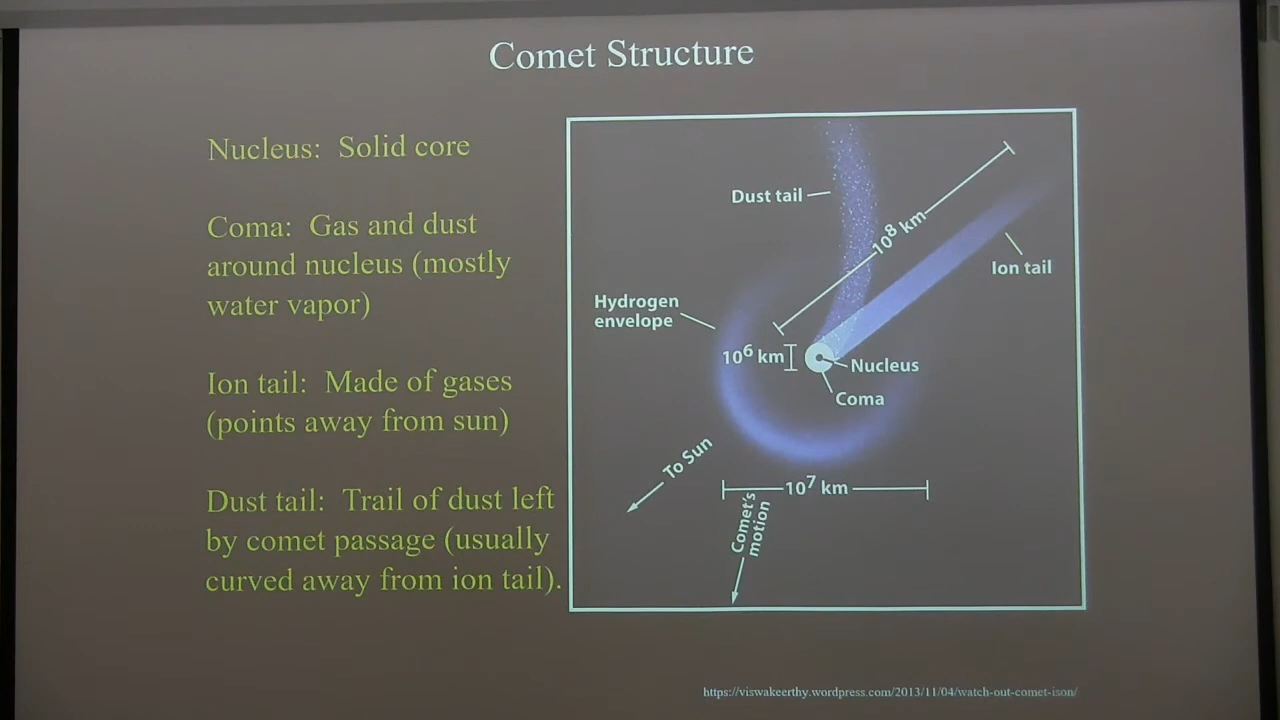 Comet Structure
Nucleus: Solid core
Coma: Gas and dust
around nucleus (mostly
water vapor)
Ion tail: Made of gases
(points away from sun)
Dust tail: Trail of dust left
by comet passage (usually
curved away from ion tail).
Dust tail
10⁸ km
Ion tail
Hydrogen
envelope
10⁶ km
Nucleus
Coma
To Sun
10⁷ km
Comet's
motion
https://viswakeerthy.wordpress.com/2013/11/04/watch-out-comet-ison/